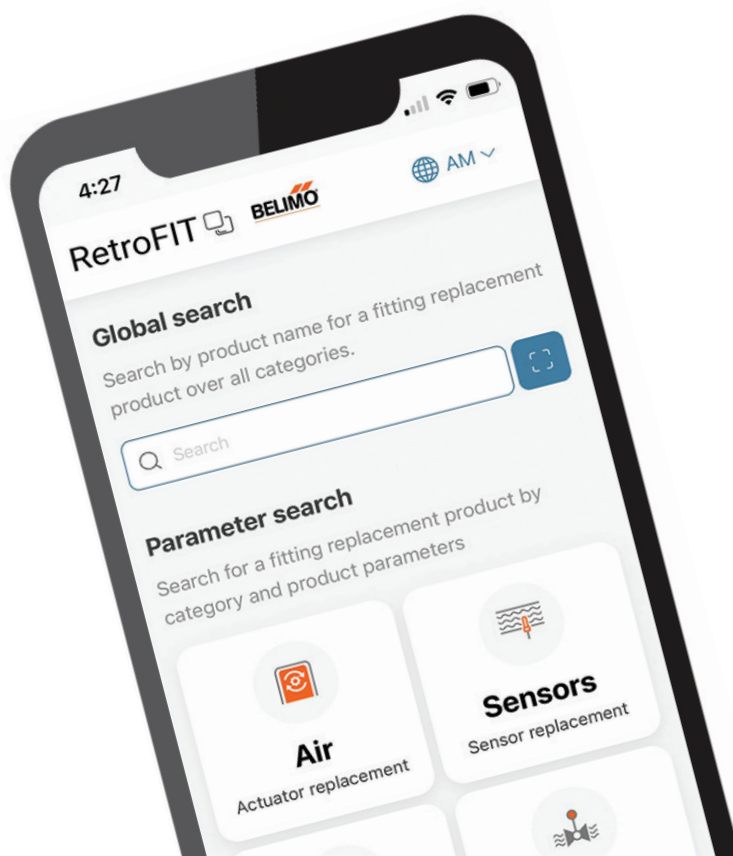 4:27
RetroFIT BELIMO AM
Global search
Search by product name for a fitting replacement
product over all categories.
Search
Parameter search
Search for a fitting replacement product by
category and product parameters
Air
Actuator replacement
Sensors
Sensor replacement